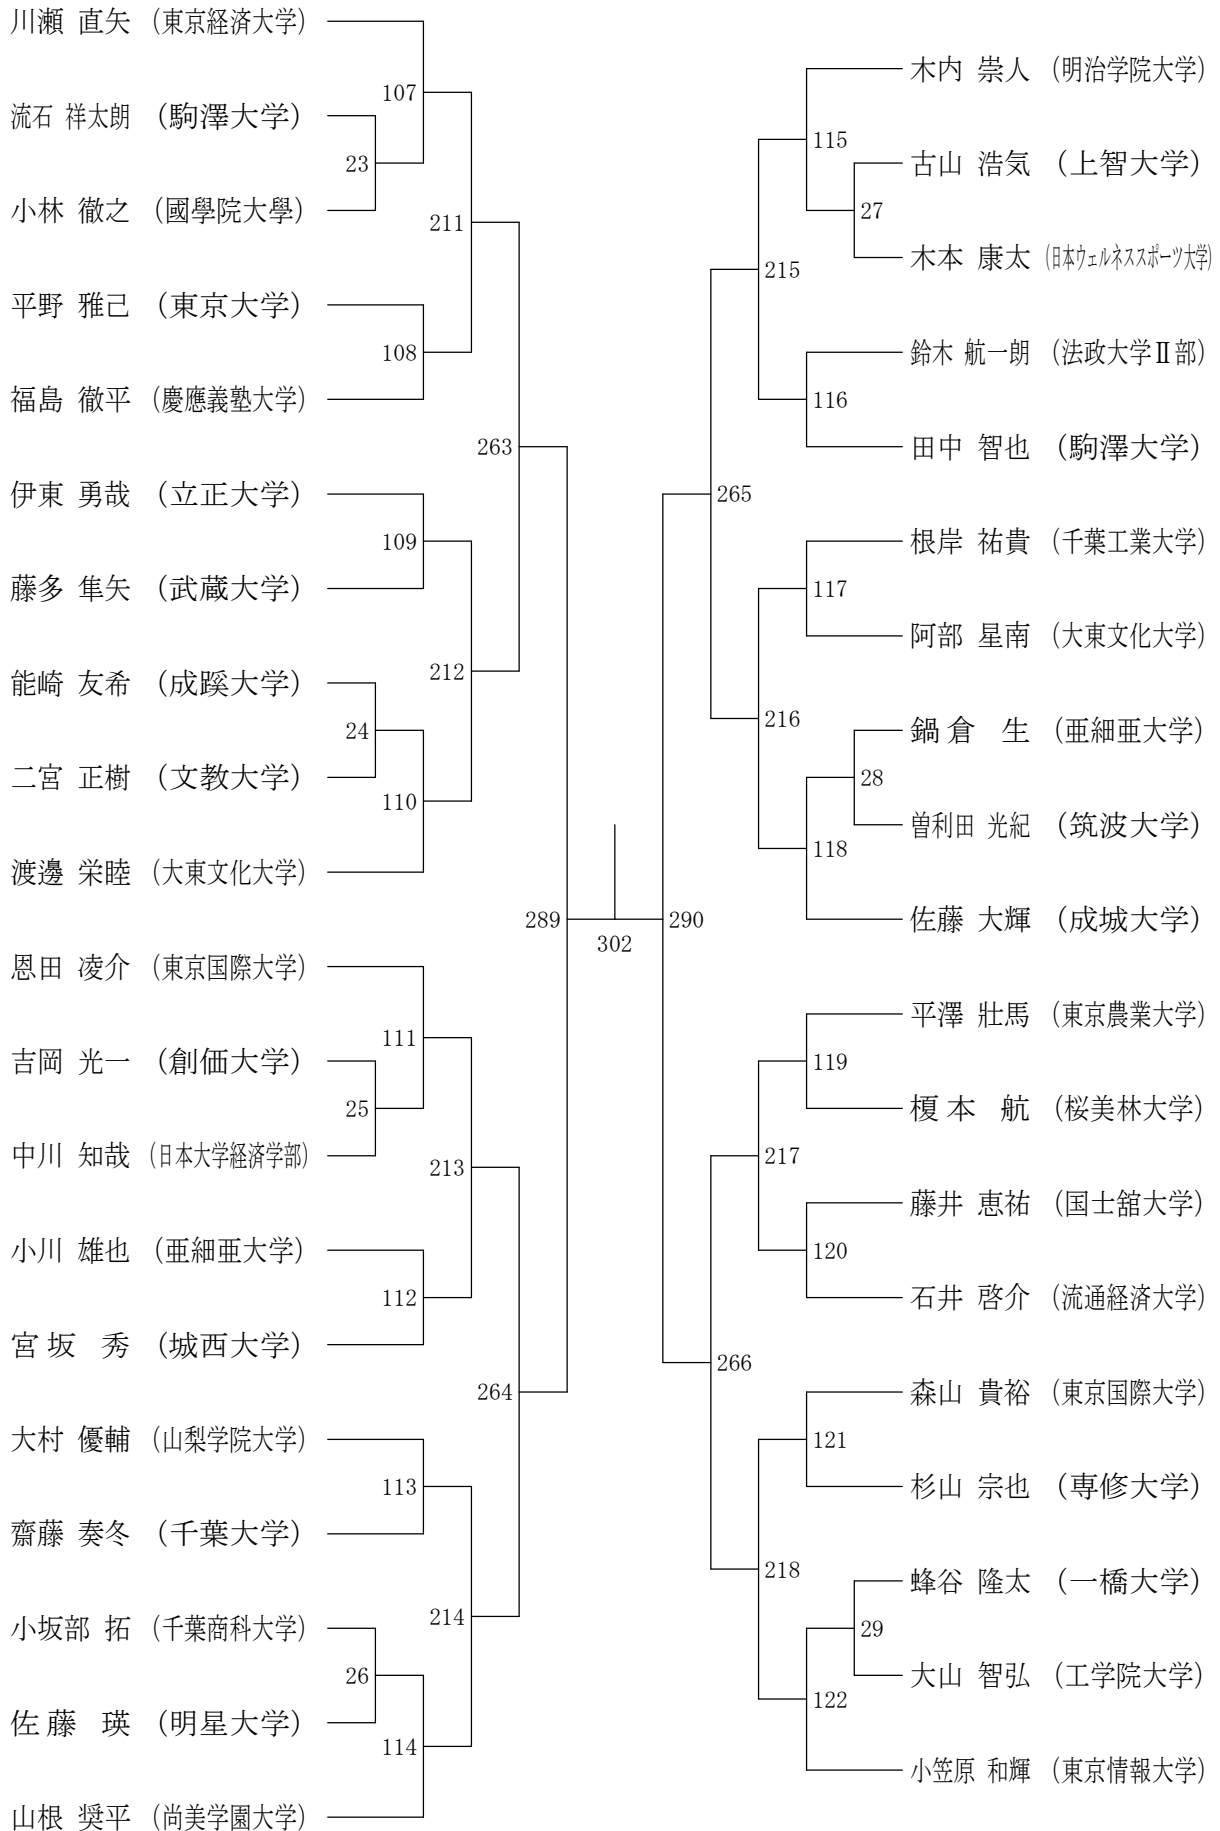 川瀬 直矢 (東京経済大学)
107
流石 祥太朗 (駒澤大学)
23
小林 徹之 (國學院大學)
211
平野 雅己 (東京大学)
108
福島 徹平 (慶應義塾大学)
263
伊東 勇哉 (立正大学)
109
藤多 隼矢 (武蔵大学)
212
能崎 友希 (成蹊大学)
24
二宮 正樹 (文教大学)
110
渡邊 栄睦 (大東文化大学)
289
恩田 凌介 (東京国際大学)
111
吉岡 光一 (創価大学)
25
中川 知哉 (日本大学経済学部)
213
小川 雄也 (亜細亜大学)
112
宮坂 秀 (城西大学)
264
大村 優輔 (山梨学院大学)
113
齋藤 奏冬 (千葉大学)
214
小坂部 拓 (千葉商科大学)
26
佐藤 瑛 (明星大学)
114
山根 奨平 (尚美学園大学)
302
木内 崇人 (明治学院大学)
115
古山 浩気 (上智大学)
27
木本 康太 (日本ウェルネススポーツ大学)
215
鈴木 航一朗 (法政大学Ⅱ部)
116
田中 智也 (駒澤大学)
265
根岸 祐貴 (千葉工業大学)
117
阿部 星南 (大東文化大学)
216
鍋倉 生 (亜細亜大学)
28
曽利田 光紀 (筑波大学)
118
佐藤 大輝 (成城大学)
290
平澤 壯馬 (東京農業大学)
119
榎本 航 (桜美林大学)
217
藤井 恵祐 (国士舘大学)
120
石井 啓介 (流通経済大学)
266
森山 貴裕 (東京国際大学)
121
杉山 宗也 (専修大学)
218
蜂谷 隆太 (一橋大学)
29
大山 智弘 (工学院大学)
122
小笠原 和輝 (東京情報大学)